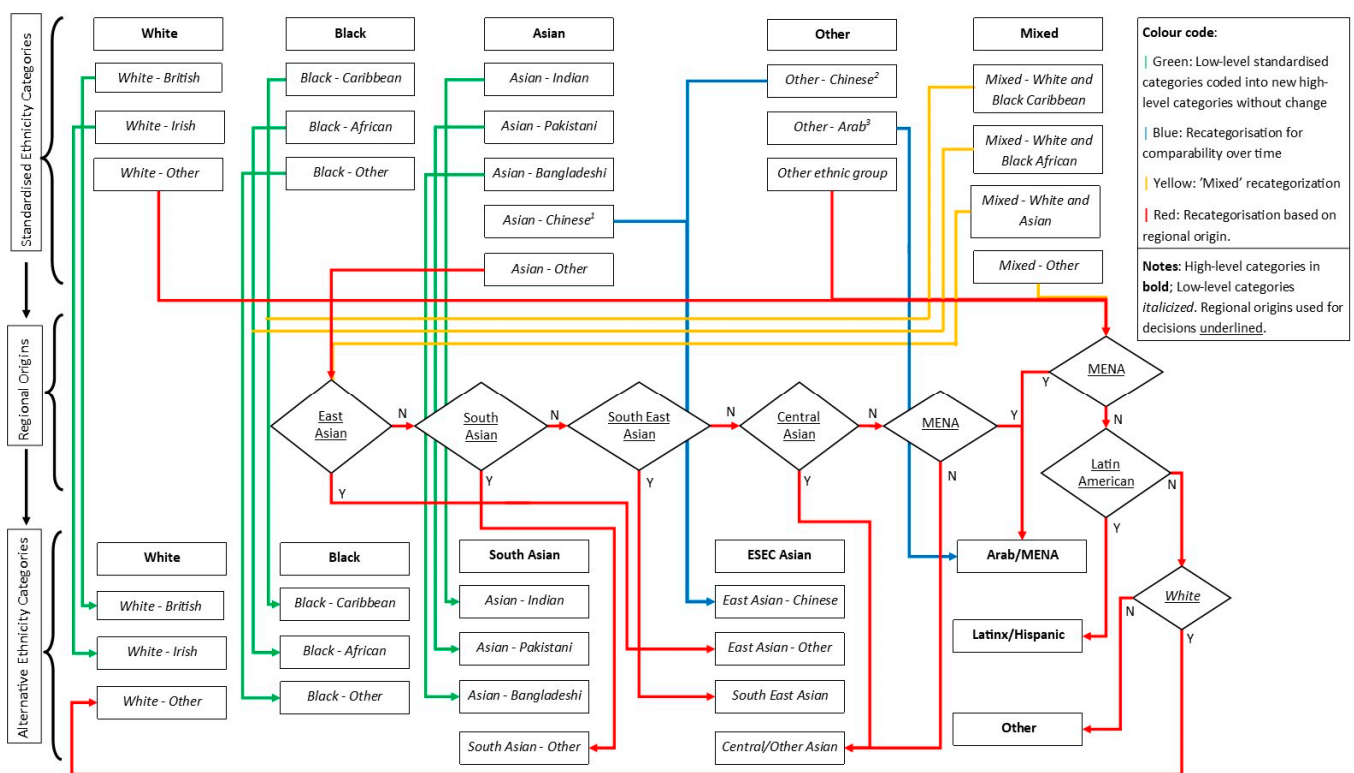 Standardised Ethnicity Categories
White
Black
Asian
Other
Mixed
White - British
White - Irish
White - Other
Black - Caribbean
Black - African
Black - Other
Asian - Indian
Asian - Pakistani
Asian - Bangladeshi
Asian - Chinese¹
Asian - Other
Other - Chinese²
Other - Arab³
Other ethnic group
Mixed - White and
Black Caribbean
Mixed - White and
Black African
Mixed - White and
Asian
Mixed - Other
Colour code:
| Green: Low-level standardised
categories coded into new high-
level categories without change
| Blue: Recategorisation for
comparability over time
| Yellow: ‘Mixed’ recategorization
| Red: Recategorisation based on
regional origin.
Notes: High-level categories in
bold; Low-level categories
italicized. Regional origins used for
decisions underlined.
Regional Origins
East
Asian
N
Y
South
Asian
N
Y
South East
Asian
N
Y
Central
Asian
N
Y
MENA
Y
N
MENA
Y
N
Latin
American
N
Y
White
N
Y
Alternative Ethnicity Categories
White
White - British
White - Irish
White - Other
Black
Black - Caribbean
Black - African
Black - Other
South Asian
Asian - Indian
Asian - Pakistani
Asian - Bangladeshi
South Asian - Other
ESEC Asian
East Asian - Chinese
East Asian - Other
South East Asian
Central/Other Asian
Arab/MENA
Latinx/Hispanic
Other